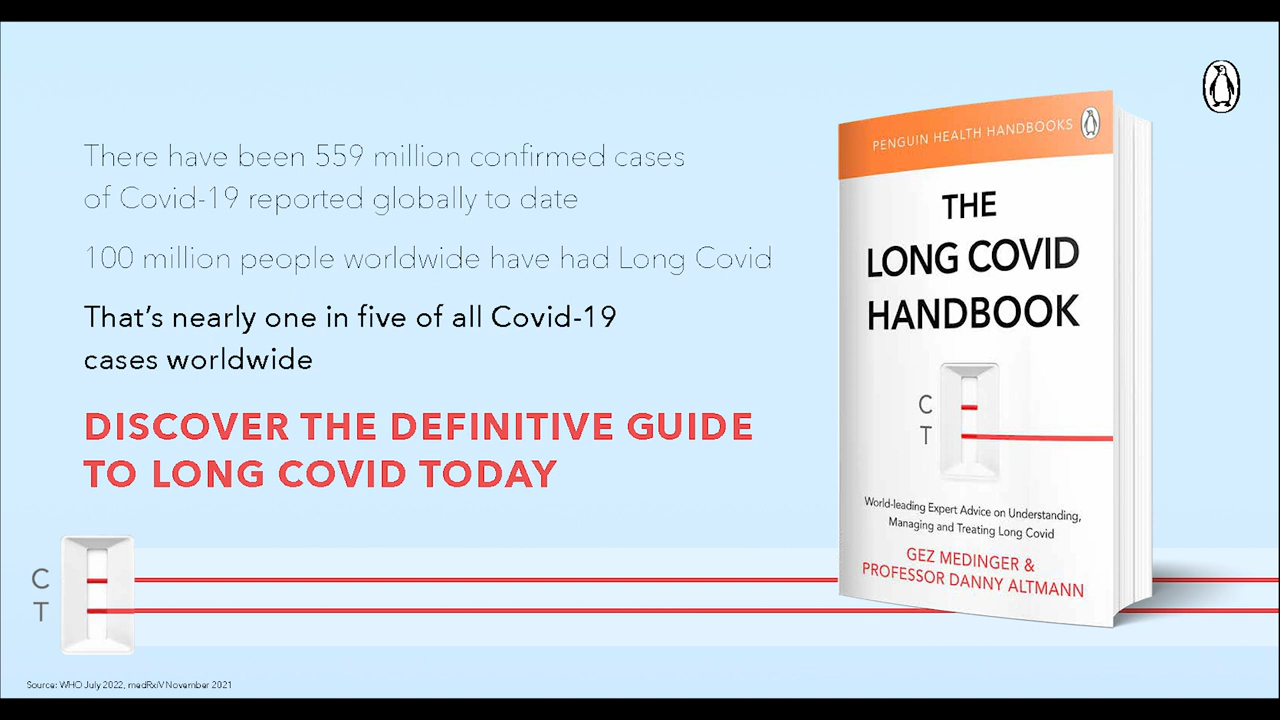 There have been 559 million confirmed cases
of Covid-19 reported globally to date
100 million people worldwide have had Long Covid
That's nearly one in five of all Covid-19
cases worldwide
DISCOVER THE DEFINITIVE GUIDE
TO LONG COVID TODAY
C
T
Source: WHO July 2022, medRxiV November 2021
PENGUIN HEALTH HANDBOOKS
THE
LONG COVID
HANDBOOK
C
T
World-leading Expert Advice on Understanding,
Managing and Treating Long Covid
GEZ MEDINGER &
PROFESSOR DANNY ALTMANN